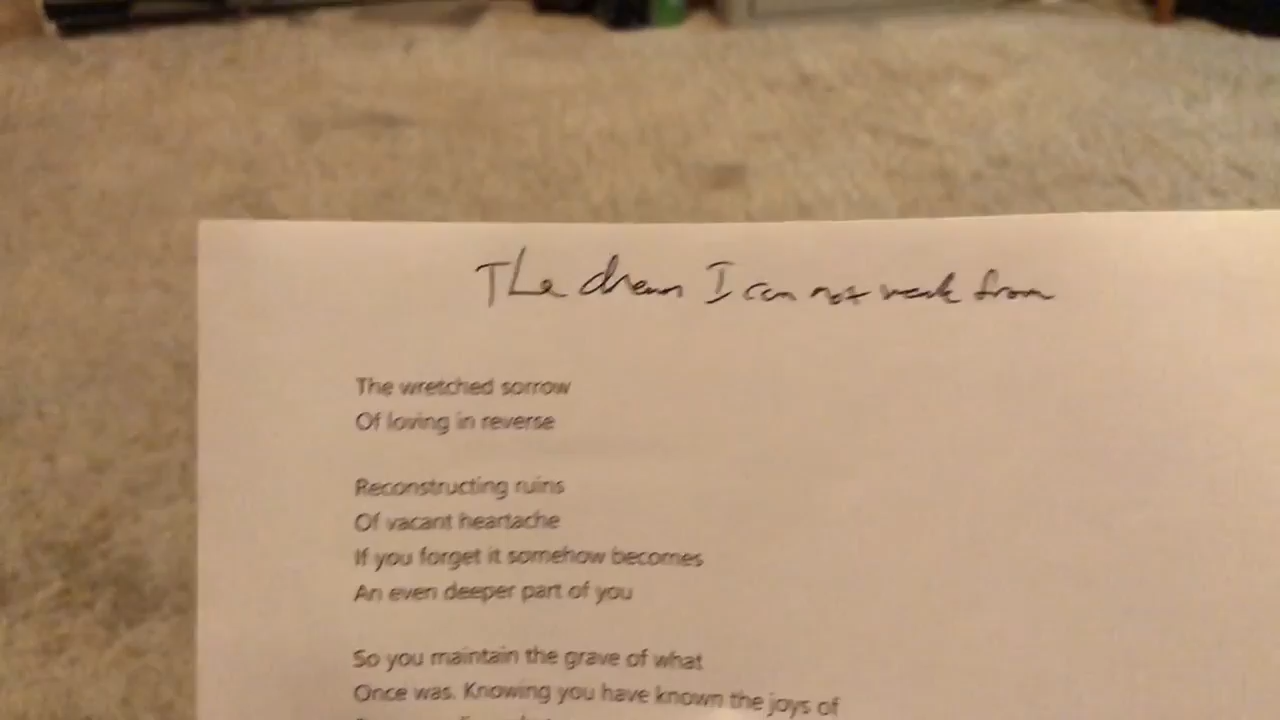 The dream I can not wake from
The wretched sorrow
Of loving in reverse
Reconstructing ruins
Of vacant heartache
If you forget it somehow becomes
An even deeper part of you
So you maintain the grave of what
Once was. Knowing you have known the joys of